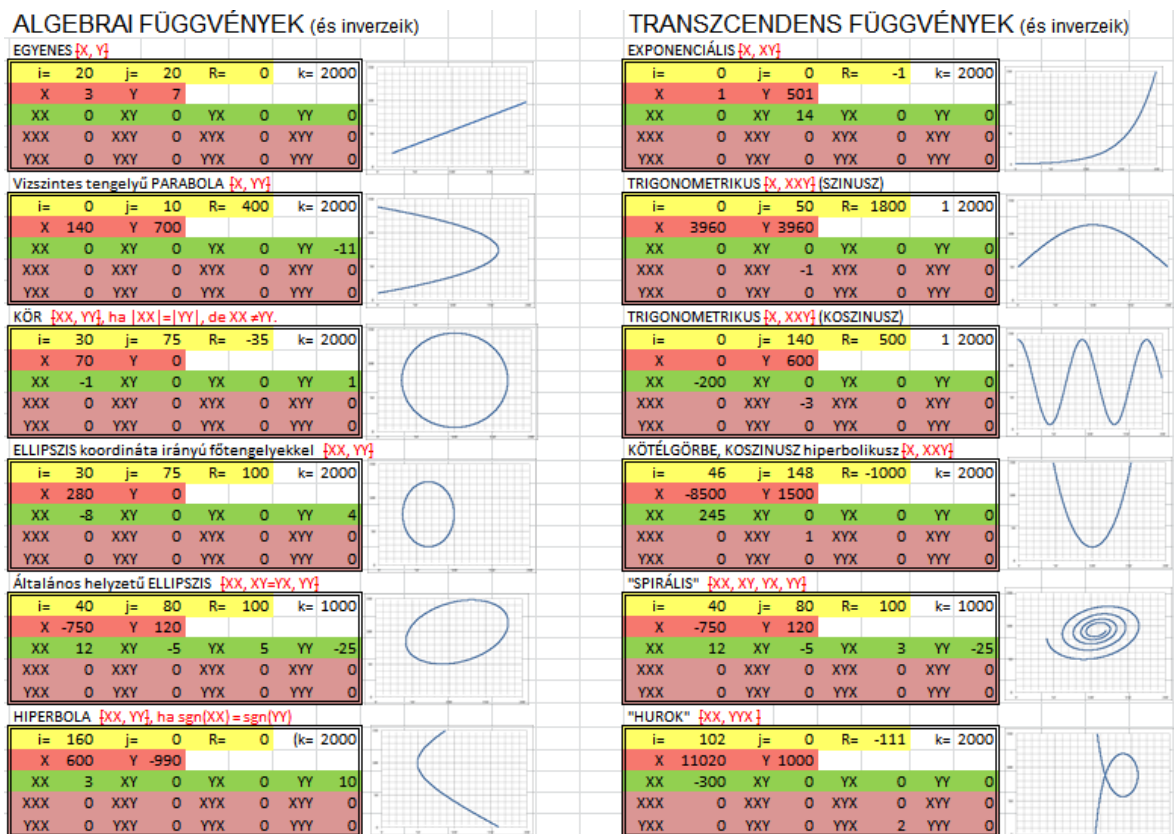 ALGEBRAI FÜGGVÉNYEK (és inverzeik)
EGYENES {X, Y}
i= 20 j= 20 R= 0 k= 2000
X 3 Y 7
XX 0 XY 0 YX 0 YY 0
XXX 0 XXY 0 XYX 0 XYY 0
YXX 0 YXY 0 YYX 0 YYY 0
Vizszintes tengelyű PARABOLA {X, YY}
i= 0 j= 10 R= 400 k= 2000
X 140 Y 700
XX 0 XY 0 YX 0 YY -11
XXX 0 XXY 0 XYX 0 XYY 0
YXX 0 YXY 0 YYX 0 YYY 0
KÖR {XX, YY}, ha |XX|=|YY|, de XX ≠YY.
i= 30 j= 75 R= -35 k= 2000
X 70 Y 0
XX -1 XY 0 YX 0 YY 1
XXX 0 XXY 0 XYX 0 XYY 0
YXX 0 YXY 0 YYX 0 YYY 0
ELLIPSZIS koordináta irányú főtengelyekkel {XX, YY}
i= 30 j= 75 R= 100 k= 2000
X 280 Y 0
XX -8 XY 0 YX 0 YY 4
XXX 0 XXY 0 XYX 0 XYY 0
YXX 0 YXY 0 YYX 0 YYY 0
Általános helyzetű ELLIPSZIS {XX, XY=YX, YY}
i= 40 j= 80 R= 100 k= 1000
X -750 Y 120
XX 12 XY -5 YX 5 YY -25
XXX 0 XXY 0 XYX 0 XYY 0
YXX 0 YXY 0 YYX 0 YYY 0
HIPERBOLA {XX, YY}, ha sgn(XX) = sgn(YY)
i= 160 j= 0 R= 0 (k= 2000
X 600 Y -990
XX 3 XY 0 YX 0 YY 10
XXX 0 XXY 0 XYX 0 XYY 0
YXX 0 YXY 0 YYX 0 YYY 0
TRANSZCENDENS FÜGGVÉNYEK (és inverzeik)
EXPONENCIÁLIS {X, XY}
i= 0 j= 0 R= -1 k= 2000
X 1 Y 501
XX 0 XY 14 YX 0 YY 0
XXX 0 XXY 0 XYX 0 XYY 0
YXX 0 YXY 0 YYX 0 YYY 0
TRIGONOMETRIKUS {X, XXY} (SZINUSZ)
i= 0 j= 50 R= 1800 1 2000
X 3960 Y 3960
XX 0 XY 0 YX 0 YY 0
XXX 0 XXY -1 XYX 0 XYY 0
YXX 0 YXY 0 YYX 0 YYY 0
TRIGONOMETRIKUS {X, XXY} (KOSZINUSZ)
i= 0 j= 140 R= 500 1 2000
X 0 Y 600
XX -200 XY 0 YX 0 YY 0
XXX 0 XXY -3 XYX 0 XYY 0
YXX 0 YXY 0 YYX 0 YYY 0
KÖTÉLGÖRBE, KOSZINUSZ hiperbolikusz {X, XXY}
i= 46 j= 148 R= -1000 k= 2000
X -8500 Y 1500
XX 245 XY 0 YX 0 YY 0
XXX 0 XXY 1 XYX 0 XYY 0
YXX 0 YXY 0 YYX 0 YYY 0
"SPIRÁLIS" {XX, XY, YX, YY}
i= 40 j= 80 R= 100 k= 1000
X -750 Y 120
XX 12 XY -5 YX 3 YY -25
XXX 0 XXY 0 XYX 0 XYY 0
YXX 0 YXY 0 YYX 0 YYY 0
"HUROK" {XX, YYX }
i= 102 j= 0 R= -111 k= 2000
X 11020 Y 1000
XX -300 XY 0 YX 0 YY 0
XXX 0 XXY 0 XYX 0 XYY 0
YXX 0 YXY 0 YYX 2 YYY 0